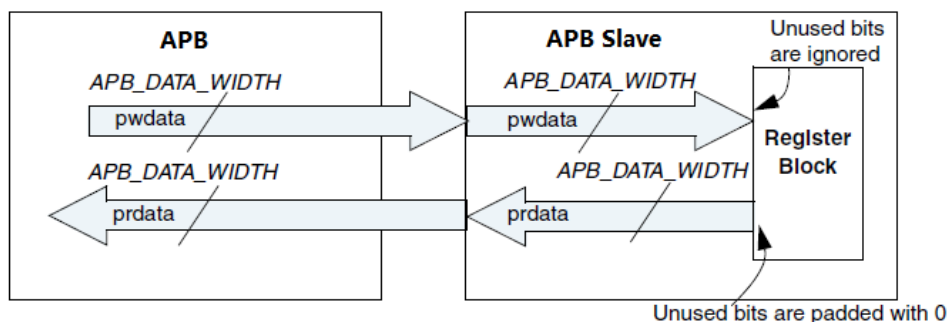 APB
APB Slave
Unused bits
are ignored
APB_DATA_WIDTH
APB_DATA_WIDTH
pwdata
pwdata
Register
Block
APB_DATA_WIDTH
APB_DATA_WIDTH
prdata
prdata
Unused bits are padded with 0